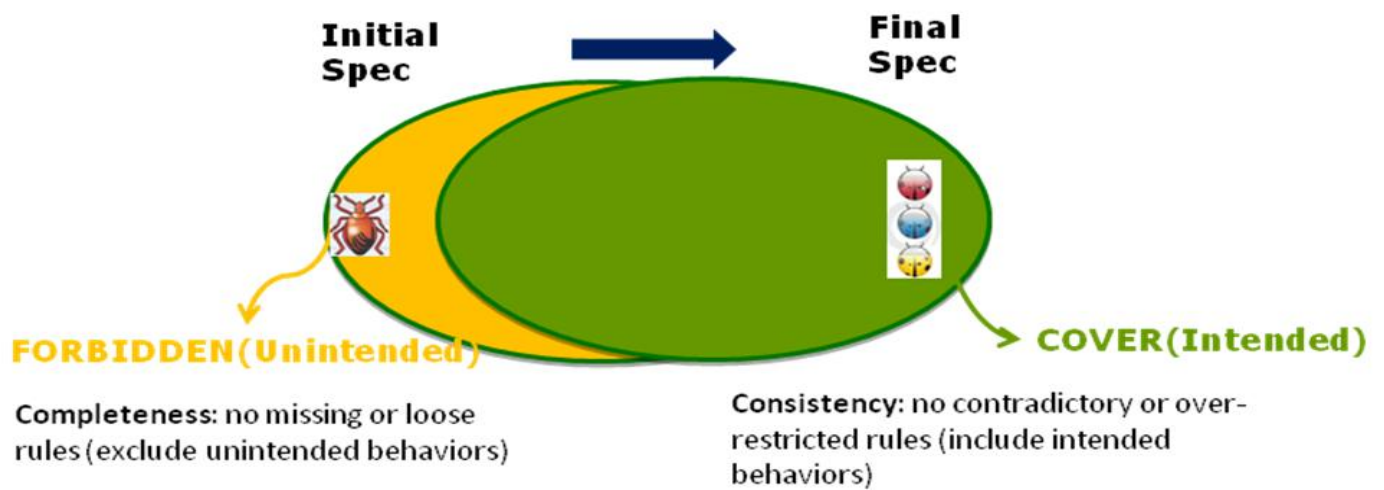 Initial
Spec
Final
Spec
FORBIDDEN(Unintended)
COVER(Intended)
Completeness: no missing or loose
rules (exclude unintended behaviors)
Consistency: no contradictory or over-
restricted rules (include intended
behaviors)